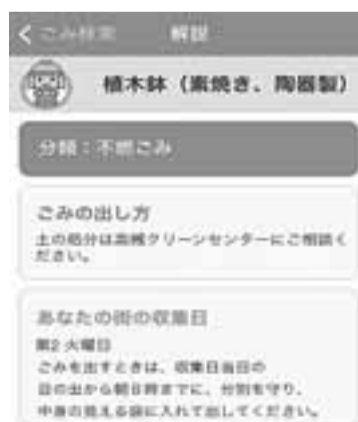 ごみ検索 解説
植木鉢（素焼き、陶器製）
分類：不燃ごみ
ごみの出し方
土の処分は高槻クリーンセンターにご相談く
ださい。
あなたの街の収集日
第2 火曜日
ごみを出すときは、収集日当日の
日の出から朝8時までに、分別を守り、
中身の見える袋に入れて出してください。